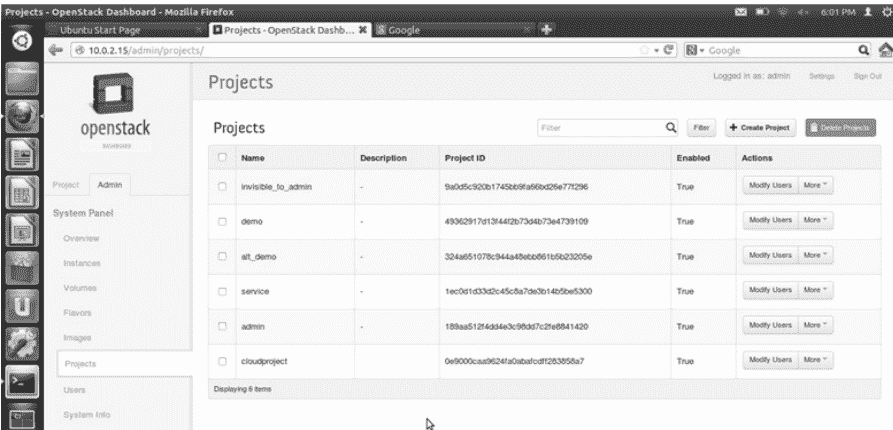 Projects - OpenStack Dashboard - Mozilla Firefox
6:01 PM
Ubuntu Start Page
Projects - OpenStack Dashb...
Google
10.0.2.15/admin/projects/
Google
openstack
DASHBOARD
Projects
Logged in as: admin
Settings
Sign Out
Projects
Filter
Filter
+ Create Project
Delete Projects
Project
Admin
System Panel
Overview
Instances
Volumes
Flavors
Images
Projects
Users
System Info
Name Description Project ID Enabled Actions
invisible_to_admin - 9a0d5c920b1745bb9fa66bd26e77f296 True Modify Users More
demo - 49362917d13f44f2b73d4b73e4739109 True Modify Users More
alt_demo - 324a651078c944a48ebb861b5b23205e True Modify Users More
service - 1ec0d1d33d2c45c8a7de3b14b5be5300 True Modify Users More
admin - 189aa512f4dd4e3c98dd7c2fe8841420 True Modify Users More
cloudproject - 0e9000caa9624fa0abafcdff283858a7 True Modify Users More
Displaying 6 items